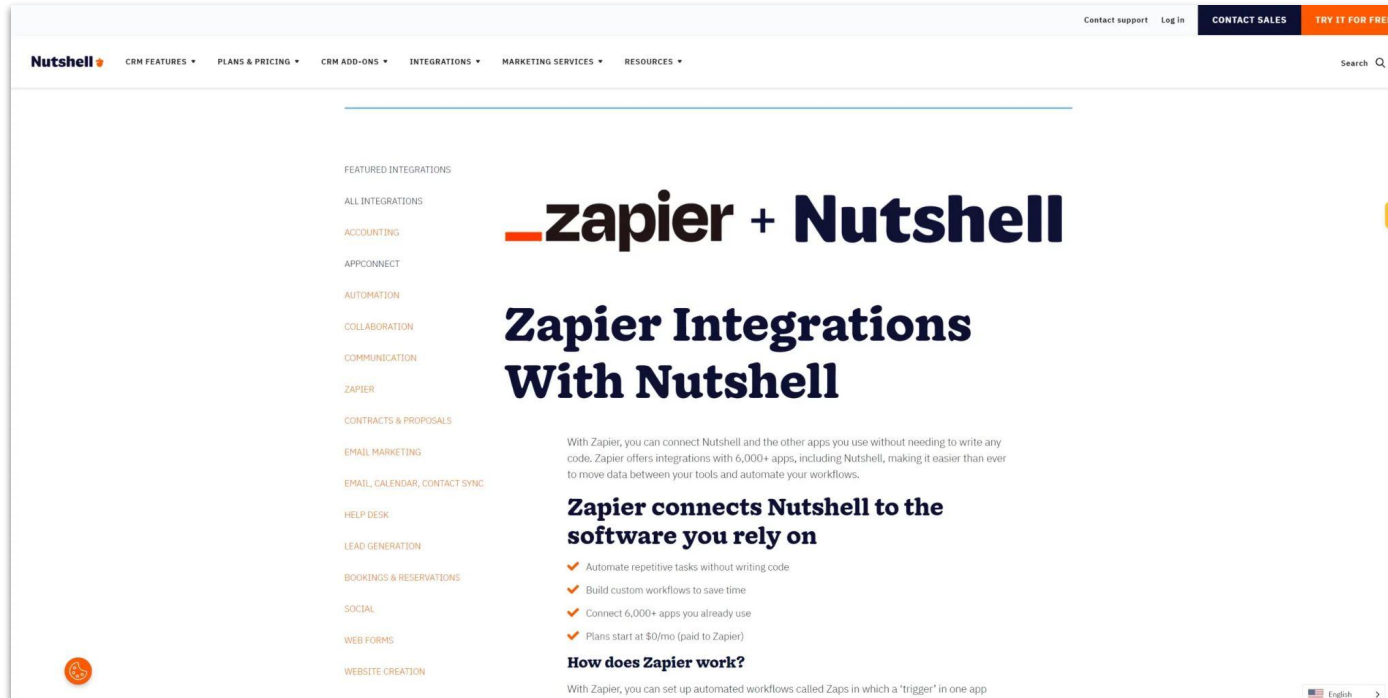 Contact support Log in CONTACT SALES TRY IT FOR FREE
Nutshell CRM FEATURES PLANS & PRICING CRM ADD-ONS INTEGRATIONS MARKETING SERVICES RESOURCES Search
FEATURED INTEGRATIONS
ALL INTEGRATIONS
ACCOUNTING
APPCONNECT
AUTOMATION
COLLABORATION
COMMUNICATION
ZAPIER
CONTRACTS & PROPOSALS
EMAIL MARKETING
EMAIL, CALENDAR, CONTACT SYNC
HELP DESK
LEAD GENERATION
BOOKINGS & RESERVATIONS
SOCIAL
WEB FORMS
WEBSITE CREATION
_zapier + Nutshell
Zapier Integrations
With Nutshell
With Zapier, you can connect Nutshell and the other apps you use without needing to write any
code. Zapier offers integrations with 6,000+ apps, including Nutshell, making it easier than ever
to move data between your tools and automate your workflows.
Zapier connects Nutshell to the
software you rely on
Automate repetitive tasks without writing code
Build custom workflows to save time
Connect 6,000+ apps you already use
Plans start at $0/mo (paid to Zapier)
How does Zapier work?
With Zapier, you can set up automated workflows called Zaps in which a 'trigger' in one app
English